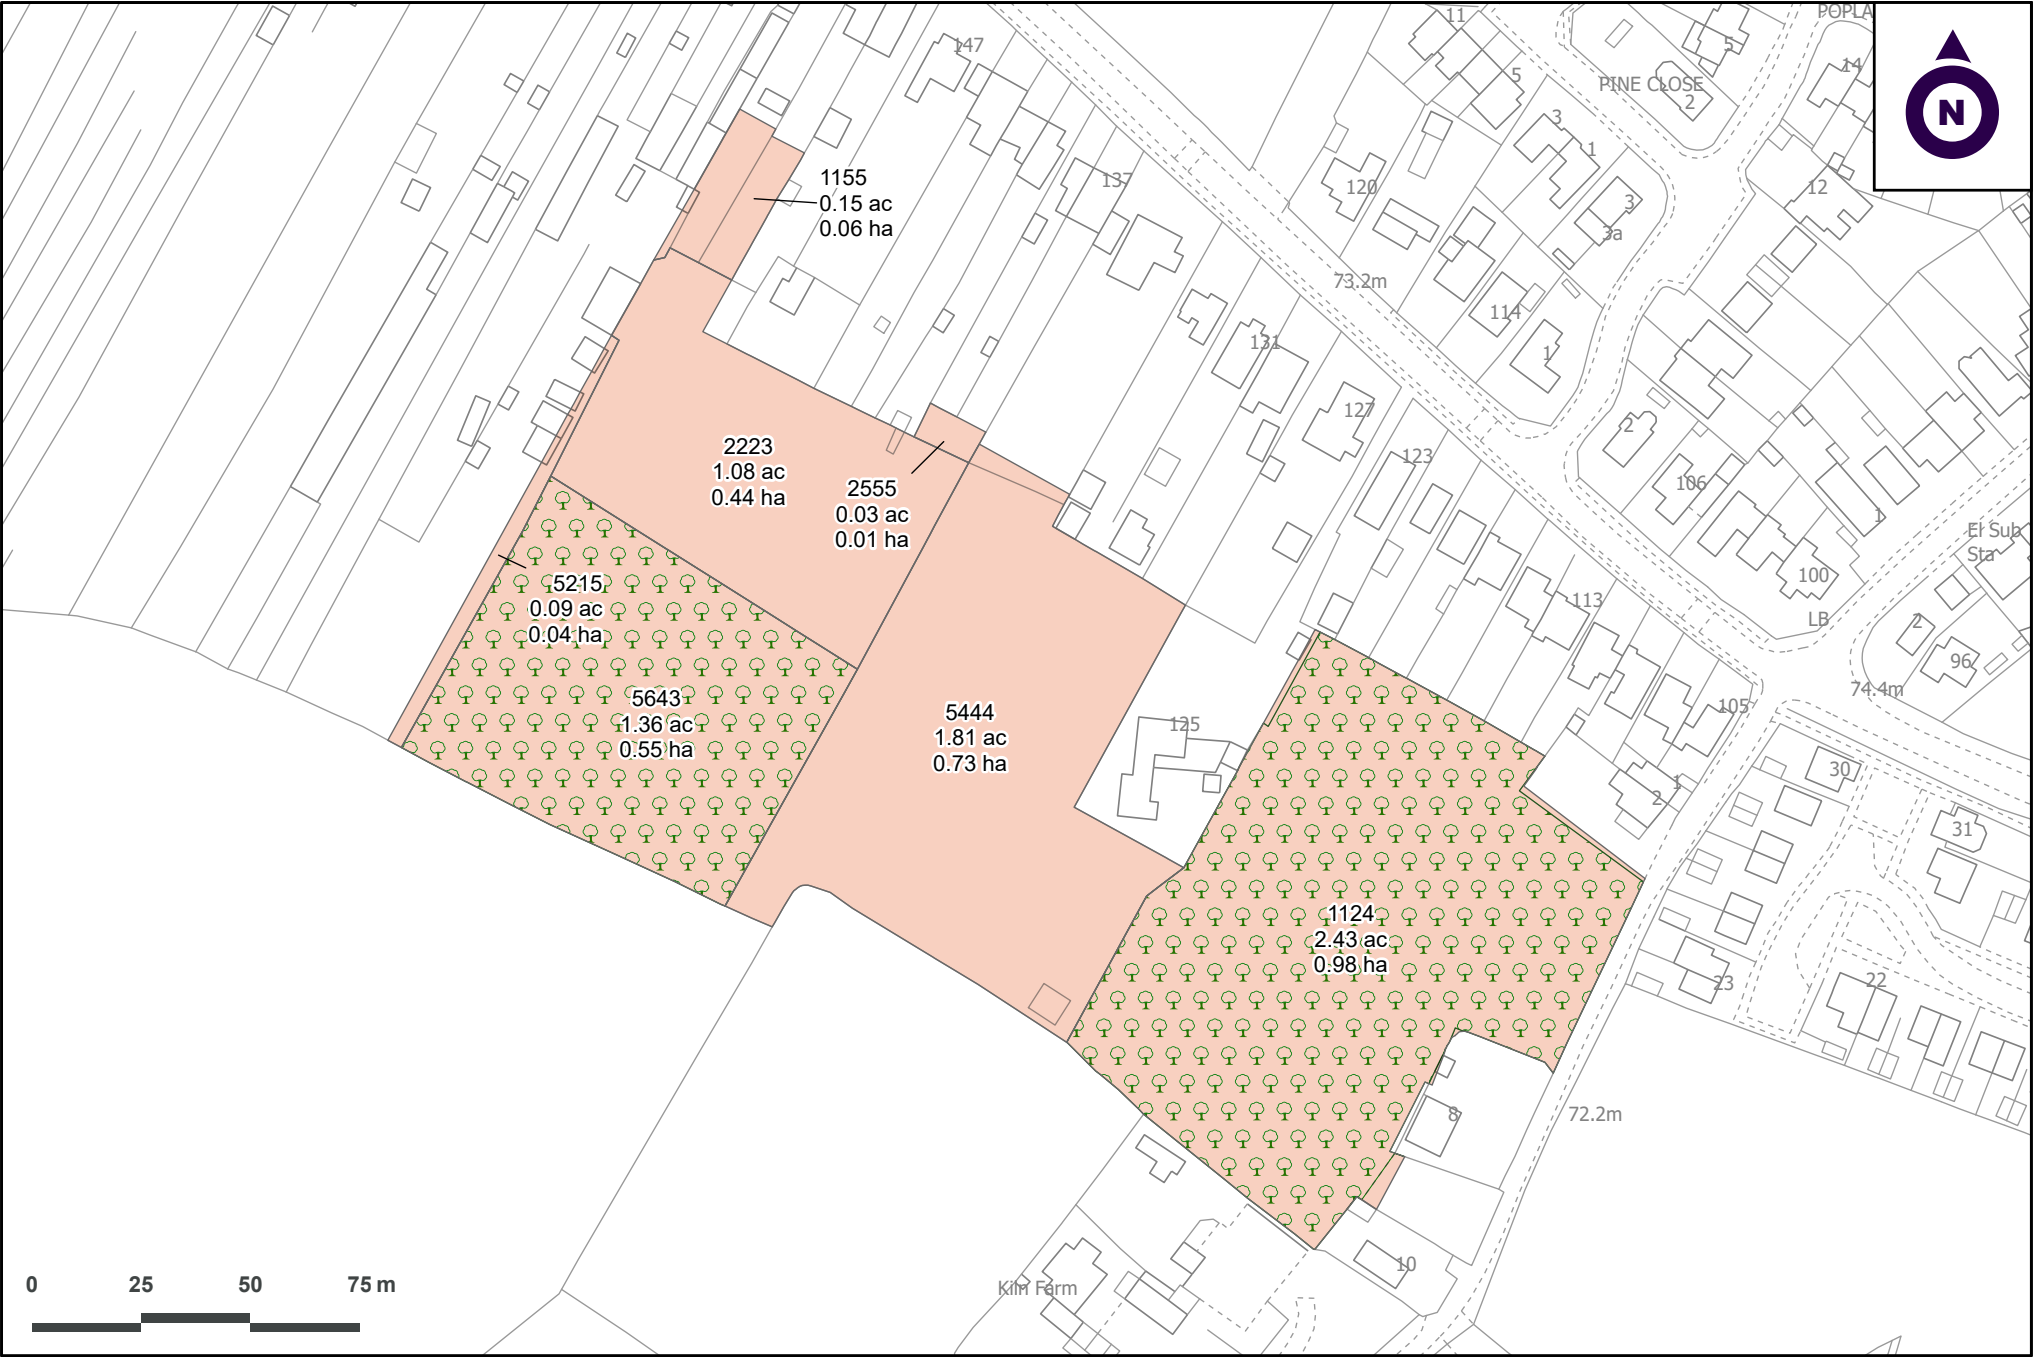 11
147
5
PINE CLOSE
2
5
POPLA
14
N
3
1
120
137
12
1155
0.15 ac
0.06 ha
3
3a
73.2m
114
131
1
127
2
123
106
1
2223
1.08 ac
0.44 ha
2555
0.03 ac
0.01 ha
El Sub
Sta
100
LB
113
2
96
5215
0.09 ac
0.04 ha
74.4m
5643
1.36 ac
0.55 ha
5444
1.81 ac
0.73 ha
125
105
1
2
30
31
1124
2.43 ac
0.98 ha
23
22
8
72.2m
10
Kiln Farm
0 25 50 75 m